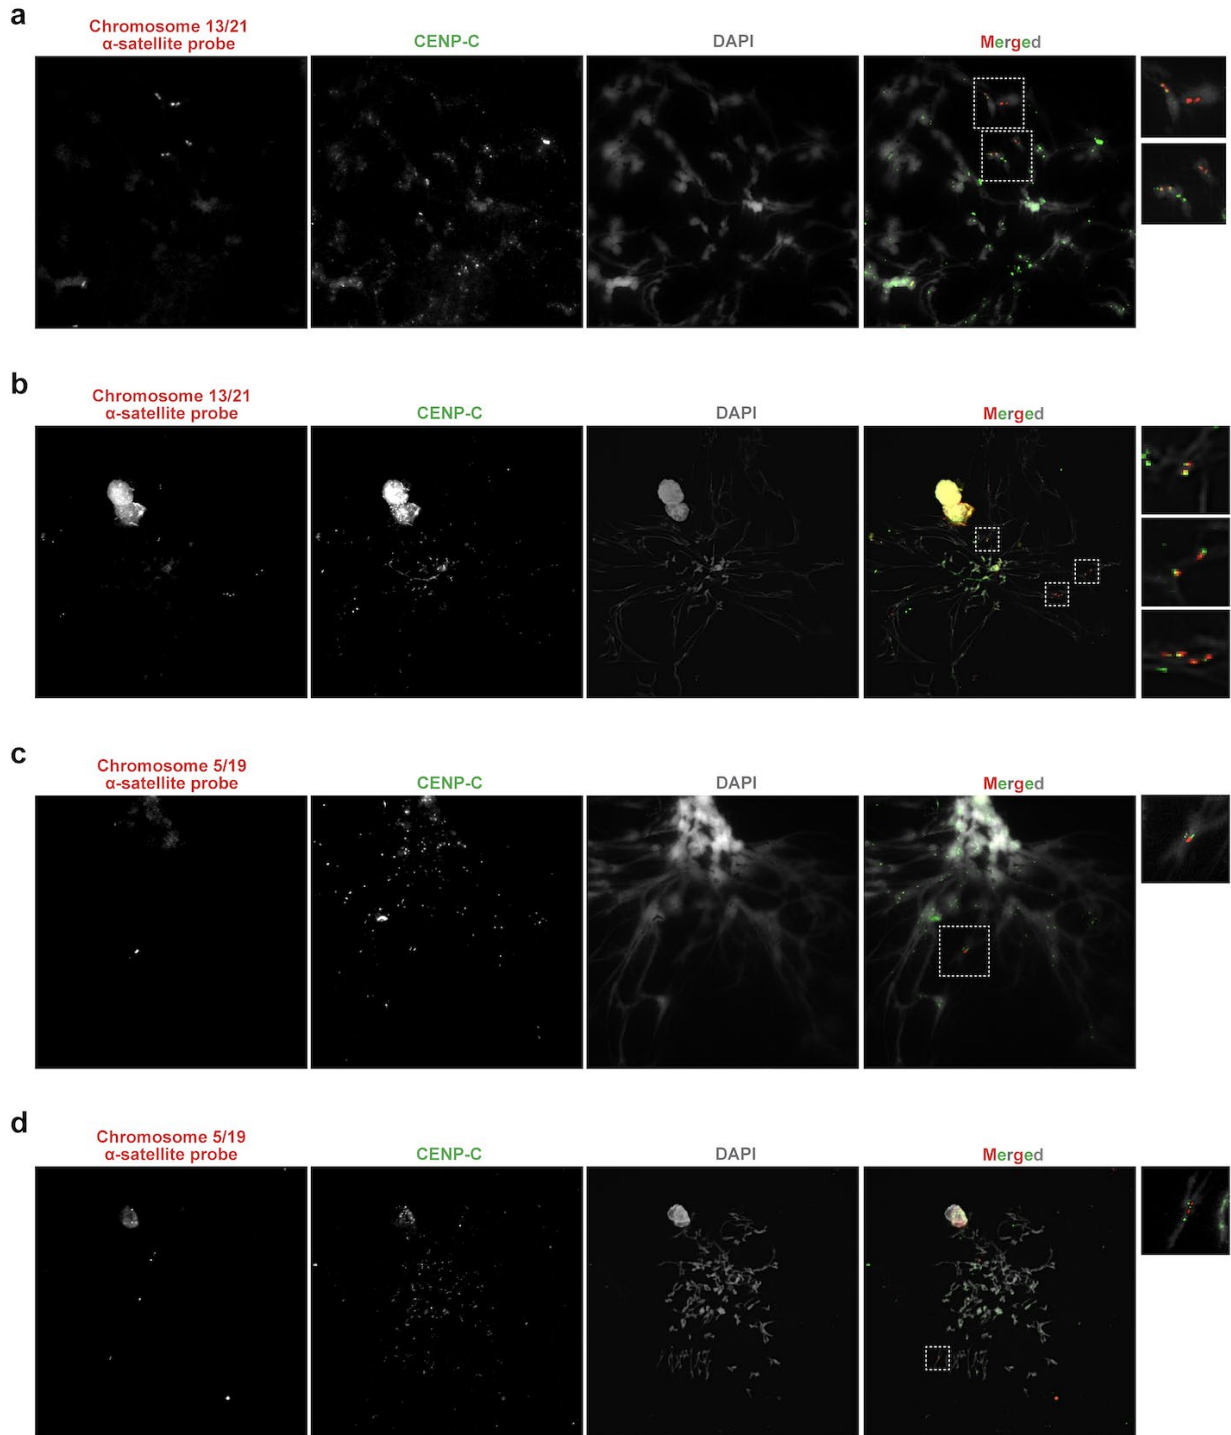 a
Chromosome 13/21
α-satellite probe
CENP-C
DAPI
Merged
b
Chromosome 13/21
α-satellite probe
CENP-C
DAPI
Merged
c
Chromosome 5/19
α-satellite probe
CENP-C
DAPI
Merged
d
Chromosome 5/19
α-satellite probe
CENP-C
DAPI
Merged